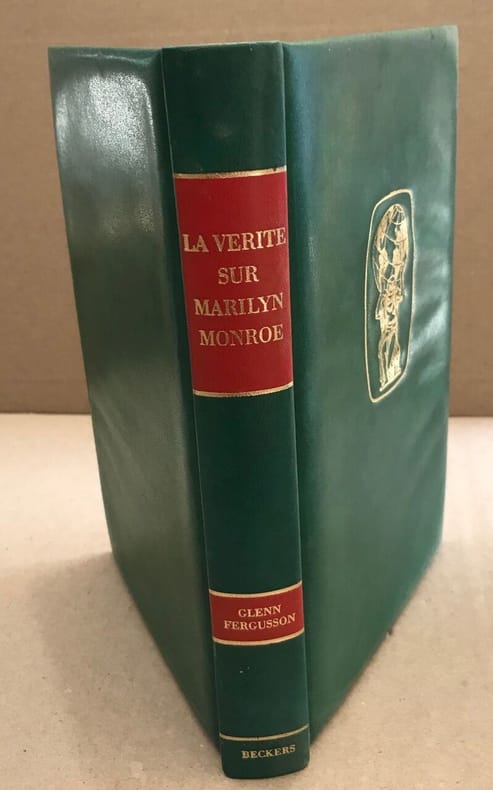 LA VERITE
SUR
MARILYN
MONROE
GLENN
FERGUSSON
BECKERS